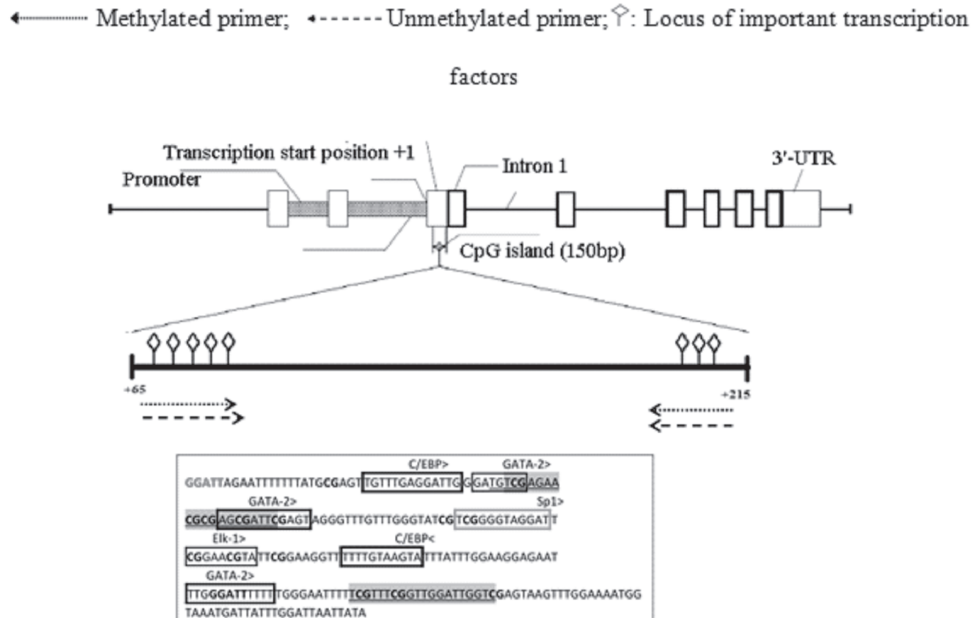 Methylated primer; Unmethylated primer; : Locus of important transcription
factors
Transcription start position +1
Promoter
Intron 1
3'-UTR
CpG island (150bp)
+65
+215
C/EBP> GATA-2>
GGATTAGAATTTTTTTATGCGAGTTGTTTGAGGATTGGGATGTCGAGAA
GATA-2> Sp1>
CGCGAGCGATTCGAGTAGGGTTTGTTTGGGTATCGTCGGGGTAGGATTT
Elk-1> C/EBP<
CGGAACGTATTCGGAAGGTTTTTTGTAAGTATTTATTTGGAAGGAGAAT
GATA-2>
TTGGGATTTTTTTGGGAATTTTTCGTTTCGGTTGGATTGGTCGAGTAAGTTTGGAAAATGG
TAAATGATTATTTGGATTAATTATA